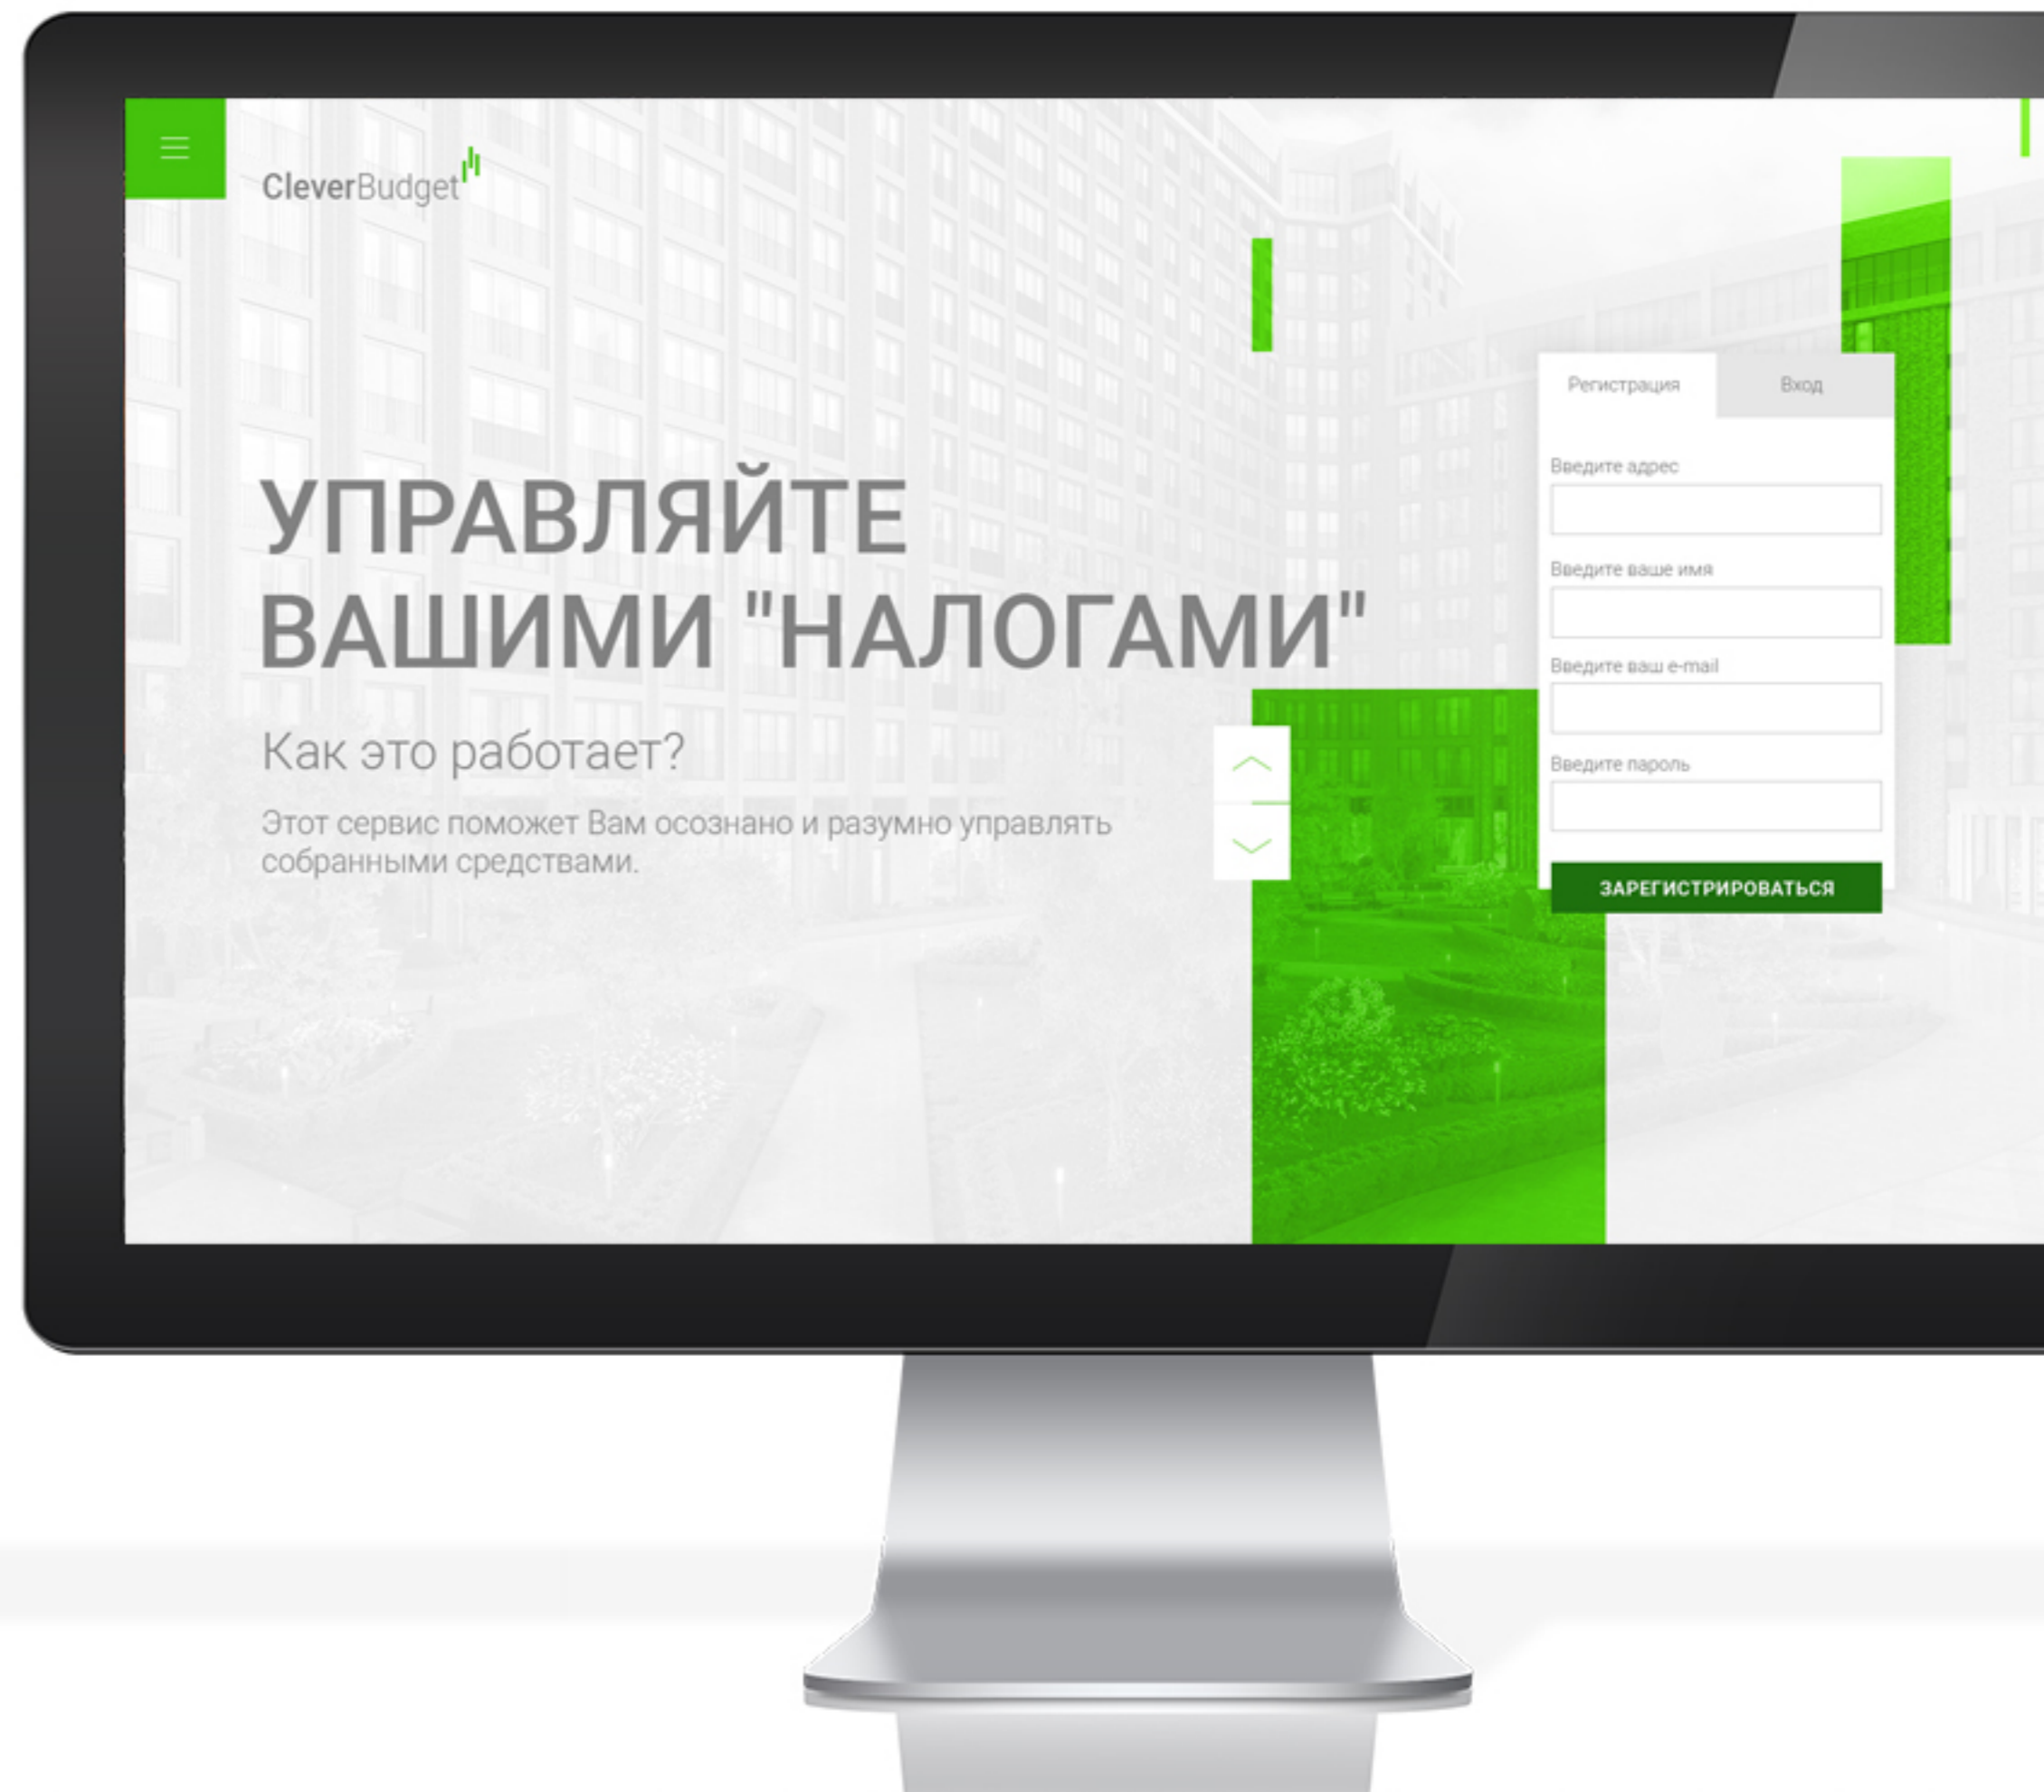 CleverBudget
УПРАВЛЯЙТЕ
ВАШИМИ "НАЛОГАМИ"
Как это работает?
Этот сервис поможет Вам осознано и разумно управлять
собранными средствами.
Регистрация
Вход
Введите адрес
Введите ваше имя
Введите ваш e-mail
Введите пароль
ЗАРЕГИСТРИРОВАТЬСЯ